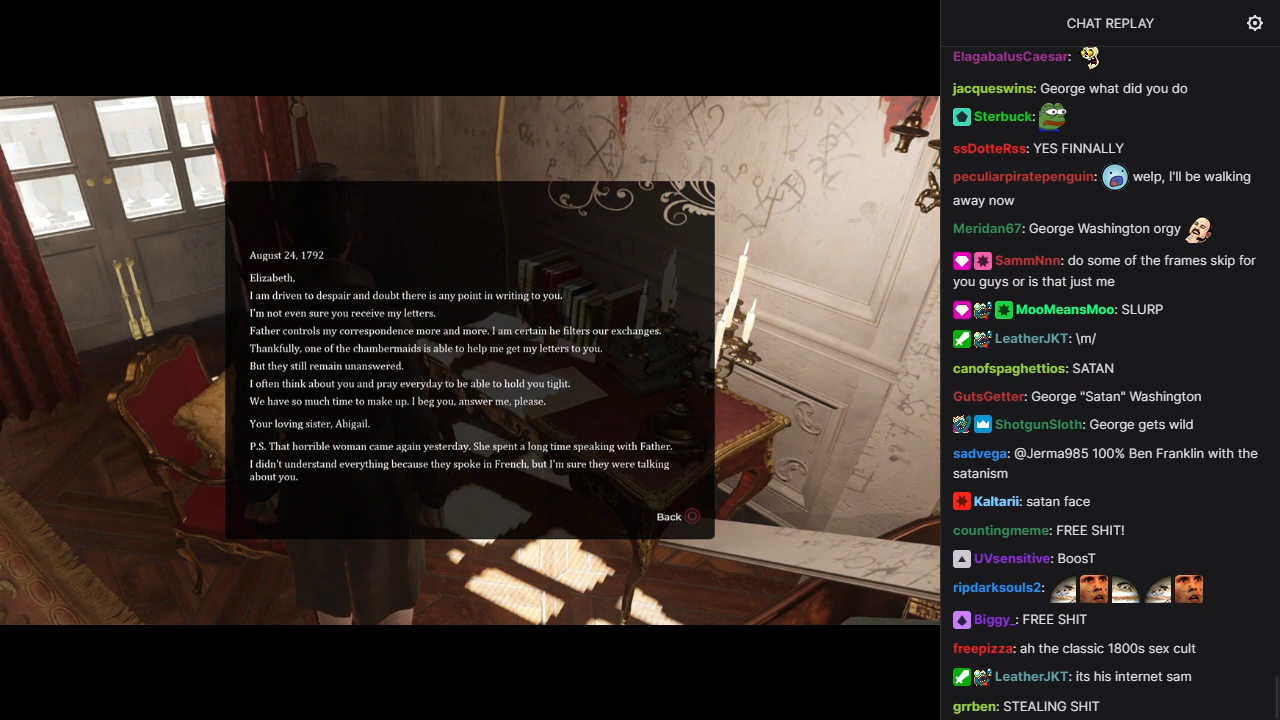 August 24, 1792
Elizabeth,
I am driven to despair and doubt there is any point in writing to you.
I'm not even sure you receive my letters.
Father controls my correspondence more and more. I am certain he filters our exchanges.
Thankfully, one of the chambermaids is able to help me get my letters to you.
But they still remain unanswered.
I often think about you and pray everyday to be able to hold you tight.
We have so much time to make up. I beg you, answer me, please.
Your loving sister, Abigail.
P.S. That horrible woman came again yesterday. She spent a long time speaking with Father.
I didn't understand everything because they spoke in French, but I'm sure they were talking
about you.
Back
CHAT REPLAY
ElagabalusCaesar:
jacqueswins: George what did you do
Sterbuck:
ssDotteRss: YES FINNALLY
peculiarpiratepenguin: welp, I'll be walking
away now
Meridan67: George Washington orgy
SammNnn: do some of the frames skip for
you guys or is that just me
MooMeansMoo: SLURP
LeatherJKT: \m/
canofspaghettios: SATAN
GutsGetter: George "Satan" Washington
ShotgunSloth: George gets wild
sadvega: @Jerma985 100% Ben Franklin with the
satanism
Kaltarii: satan face
countingmeme: FREE SHIT!
UVsensitive: BoosT
ripdarksouls2:
Biggy_: FREE SHIT
freepizza: ah the classic 1800s sex cult
LeatherJKT: its his internet sam
grrben: STEALING SHIT